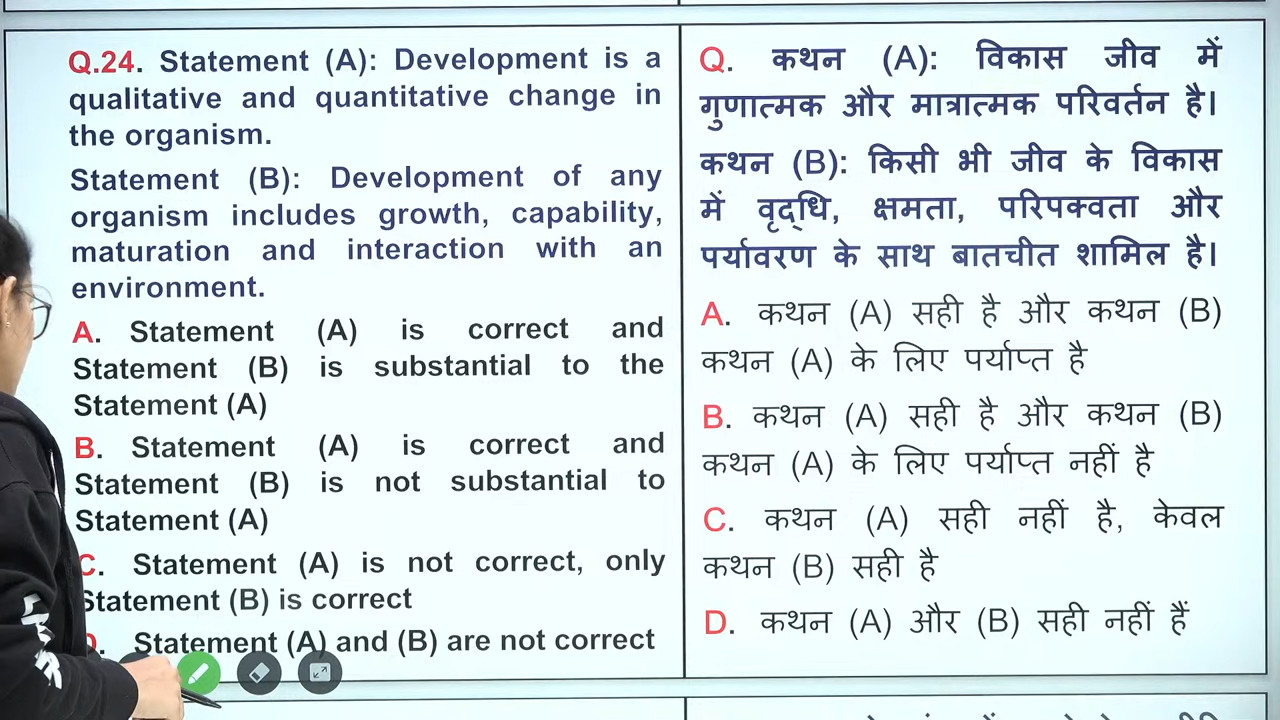 Q.24. Statement (A): Development is a
qualitative and quantitative change in
the organism.
Statement (B): Development of any
organism includes growth, capability,
maturation and interaction with an
environment.
A. Statement (A) is correct and
Statement (B) is substantial to the
Statement (A)
B. Statement (A) is correct and
Statement (B) is not substantial to
Statement (A)
C. Statement (A) is not correct, only
Statement (B) is correct
D. Statement (A) and (B) are not correct
Q. कथन (A): विकास जीव में
गुणात्मक और मात्रात्मक परिवर्तन है।
कथन (B): किसी भी जीव के विकास
में वृद्धि, क्षमता, परिपक्वता और
पर्यावरण के साथ बातचीत शामिल है।
A. कथन (A) सही है और कथन (B)
कथन (A) के लिए पर्याप्त है
B. कथन (A) सही है और कथन (B)
कथन (A) के लिए पर्याप्त नहीं है
C. कथन (A) सही नहीं है, केवल
कथन (B) सही है
D. कथन (A) और (B) सही नहीं हैं